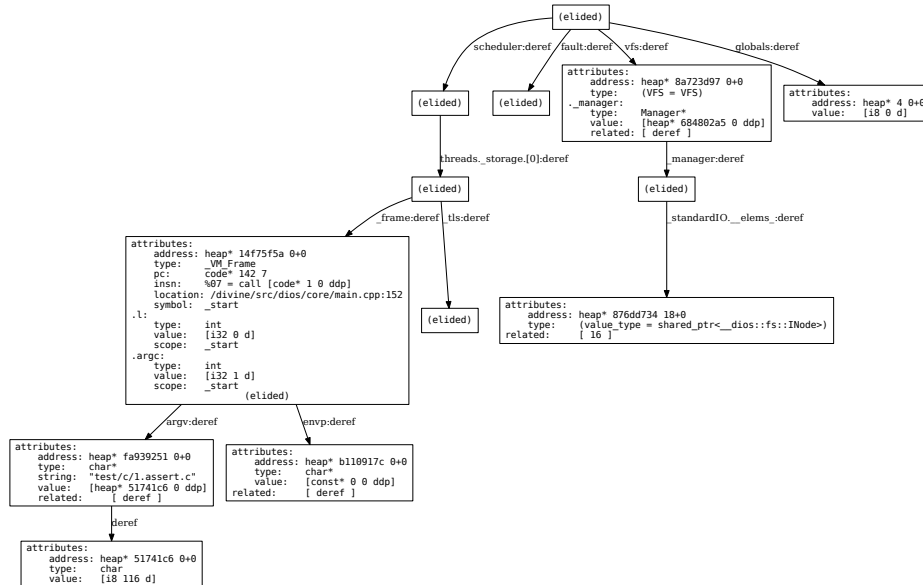 (elided)
scheduler:deref
fault:deref
vfs:deref
globals:deref
(elided)
(elided)
attributes:
address: heap* 8a723d97 0+0
type: (VFS = VFS)
._manager:
type: Manager*
value: [heap* 684802a5 0 ddp]
related: [ deref ]
attributes:
address: heap* 4 0+0
value: [i8 0 d]
threads._storage.[0]:deref
_manager:deref
(elided)
(elided)
_frame:deref
_tls:deref
_standardIO.__elems_:deref
attributes:
address: heap* 14f75f5a 0+0
type: _VM_Frame
pc: code* 142 7
insn: %07 = call [code* 1 0 ddp]
location: /divine/src/dios/core/main.cpp:152
symbol: _start
.l:
type: int
value: [i32 0 d]
scope: _start
.argc:
type: int
value: [i32 1 d]
scope: _start
(elided)
(elided)
attributes:
address: heap* 876dd734 18+0
type: (value_type = shared_ptr<__dios::fs::INode>)
related: [ 16 ]
argv:deref
envp:deref
attributes:
address: heap* fa939251 0+0
type: char*
string: "test/c/1.assert.c"
value: [heap* 51741c6 0 ddp]
related: [ deref ]
attributes:
address: heap* b110917c 0+0
type: char*
value: [const* 0 0 ddp]
related: [ deref ]
deref
attributes:
address: heap* 51741c6 0+0
type: char
value: [i8 116 d]